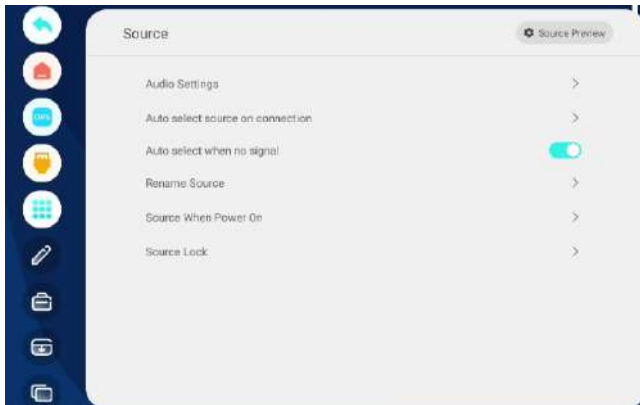 Source
Source Preview
Audio Settings
Auto select source on connection
OPS
Auto select when no signal
Rename Source
Source When Power On
Source Lock